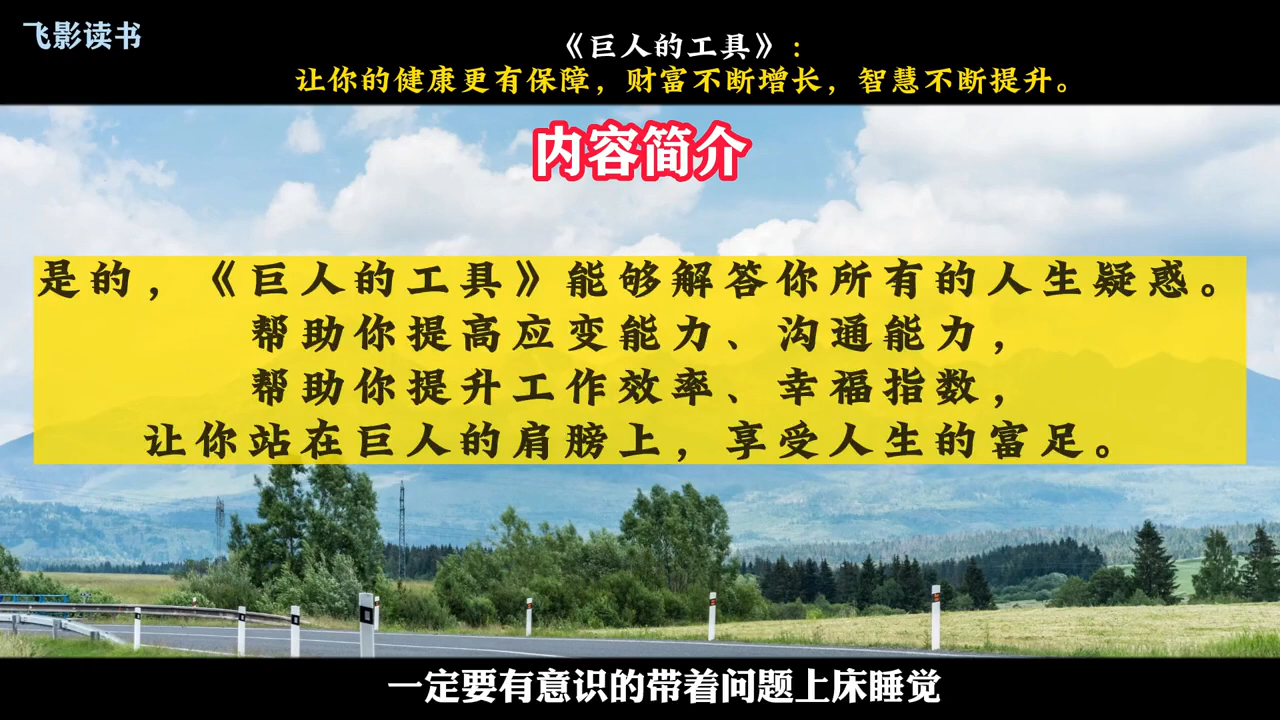 飞影读书
《巨人的工具》：
让你的健康更有保障，财富不断增长，智慧不断提升。
内容简介
是的，《巨人的工具》能够解答你所有的人生疑惑。
帮助你提高应变能力、沟通能力，
帮助你提升工作效率、幸福指数，
让你站在巨人的肩膀上，享受人生的富足。
一定要有意识的带着问题上床睡觉